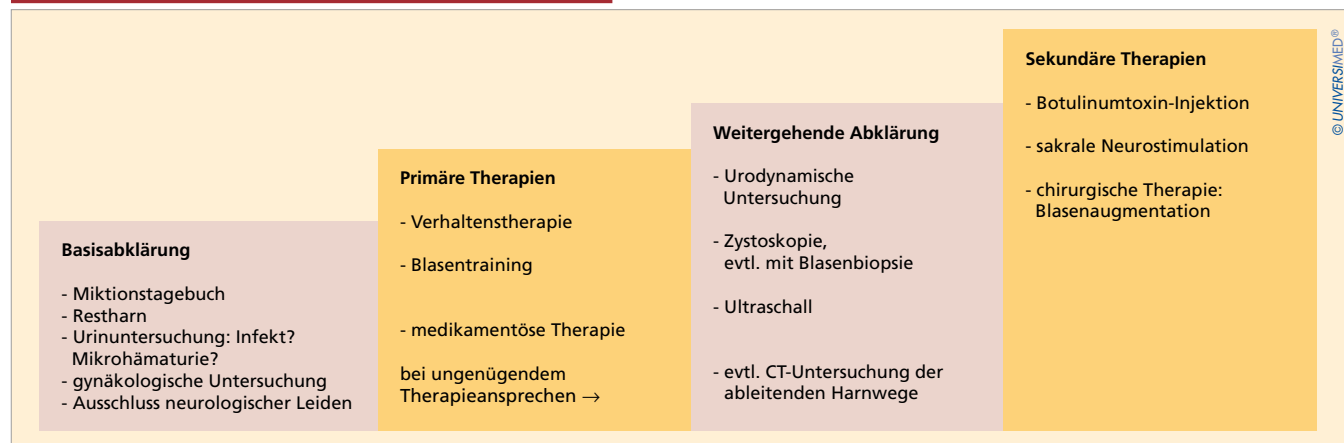 Basisabklärung
- Miktionstagebuch
- Restharn
- Urinuntersuchung: Infekt?
Mikrohämaturie?
- gynäkologische Untersuchung
- Ausschluss neurologischer Leiden
Primäre Therapien
- Verhaltenstherapie
- Blasentraining
- medikamentöse Therapie
bei ungenügendem
Therapieansprechen →
Weitergehende Abklärung
- Urodynamische
Untersuchung
- Zystoskopie,
evtl. mit Blasenbiopsie
- Ultraschall
- evtl. CT-Untersuchung der
ableitenden Harnwege
Sekundäre Therapien
- Botulinumtoxin-Injektion
- sakrale Neurostimulation
- chirurgische Therapie:
Blasenaugmentation
© UNIVERSIMED®